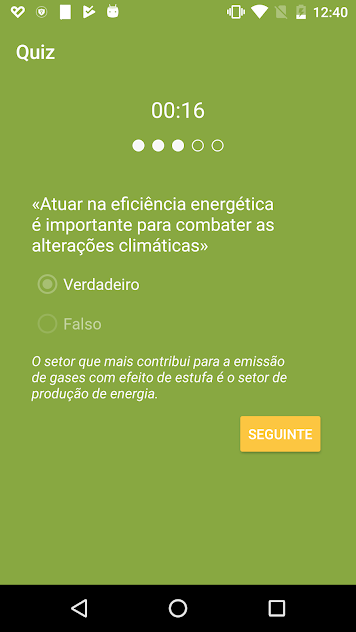 12:40
Quiz
00:16
«Atuar na eficiência energética
é importante para combater as
alterações climáticas»
Verdadeiro
Falso
O setor que mais contribui para a emissão
de gases com efeito de estufa é o setor de
produção de energia.
SEGUINTE